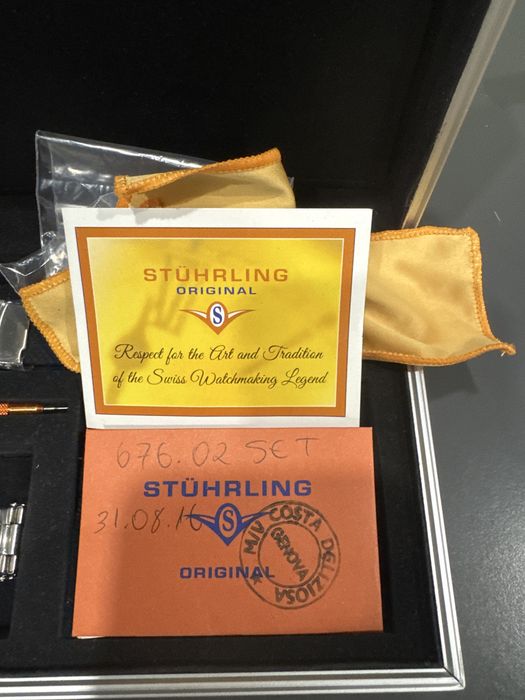 STÜHRLING
ORIGINAL
S
Respect for the Art and Tradition
of the Swiss Watchmaking Legend
676.02 SET
STÜHRLING
31.08.16
S
ORIGINAL
M/V COSTA DELIZIOSA
GENOVA